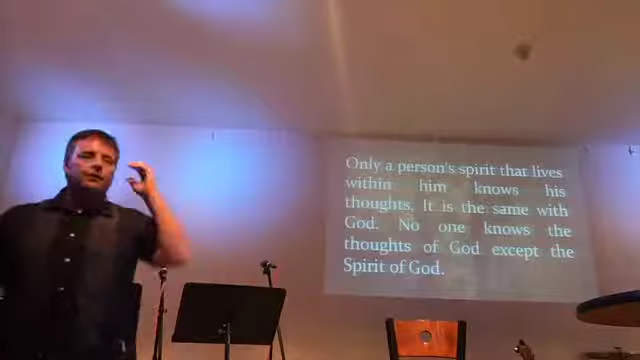 Only a person's spirit that lives
within him knows his
thoughts. It is the same with
God. No one knows the
thoughts of God except the
Spirit of God.